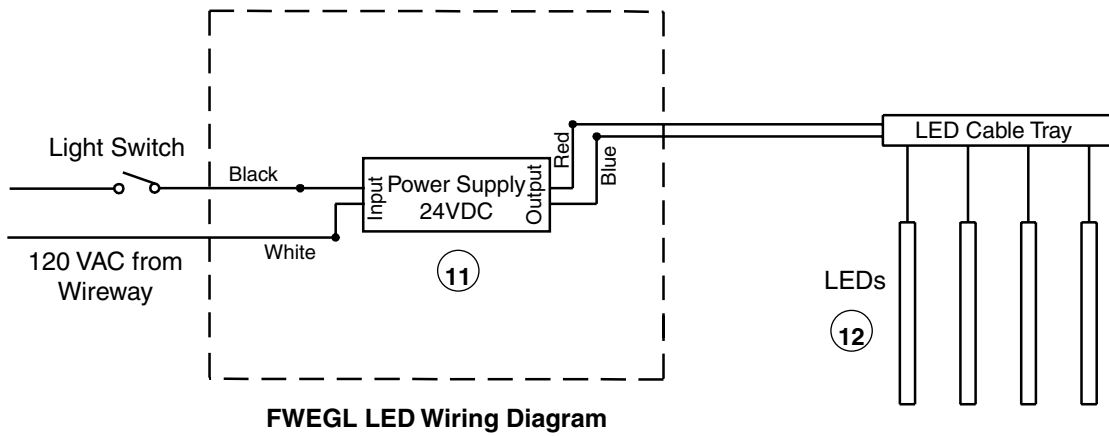 Light Switch
Black
White
120 VAC from
Wireway
Input
Power Supply
24VDC
Output
11
Red
Blue
LED Cable Tray
LEDs
12
FWEGL LED Wiring Diagram